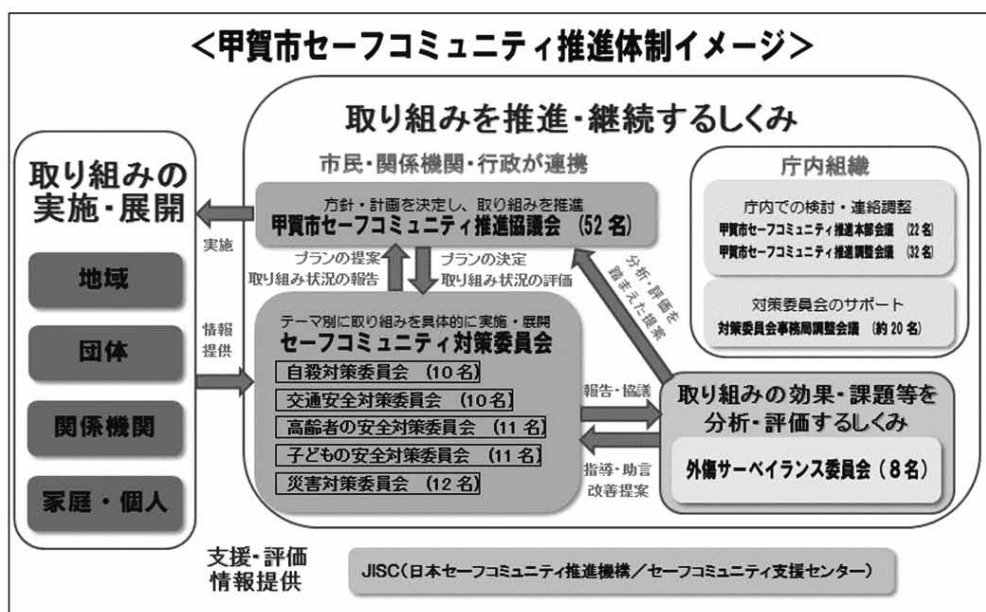 ＜甲賀市セーフコミュニティ推進体制イメージ＞
取り組みを推進・継続するしくみ
市民・関係機関・行政が連携
取り組みの
実施・展開
地域
団体
関係機関
家庭・個人
実施
情報
提供
方針・計画を決定し、取り組みを推進
甲賀市セーフコミュニティ推進協議会 (52名)
プランの提案
取り組み状況の報告
プランの決定
取り組み状況の評価
テーマ別に取り組みを具体的に実施・展開
セーフコミュニティ対策委員会
自殺対策委員会 (10名)
交通安全対策委員会 (10名)
高齢者の安全対策委員会 (11名)
子どもの安全対策委員会 (11名)
災害対策委員会 (12名)
分析・評価を
踏まえた提案
報告・協議
指導・助言
改善提案
庁内組織
庁内での検討・連絡調整
甲賀市セーフコミュニティ推進本部会議 (22名)
甲賀市セーフコミュニティ推進調整会議 (32名)
対策委員会のサポート
対策委員会事務局調整会議 (約20名)
取り組みの効果・課題等を
分析・評価するしくみ
外傷サーベイランス委員会(8名)
支援・評価
情報提供
JISC(日本セーフコミュニティ推進機構／セーフコミュニティ支援センター)